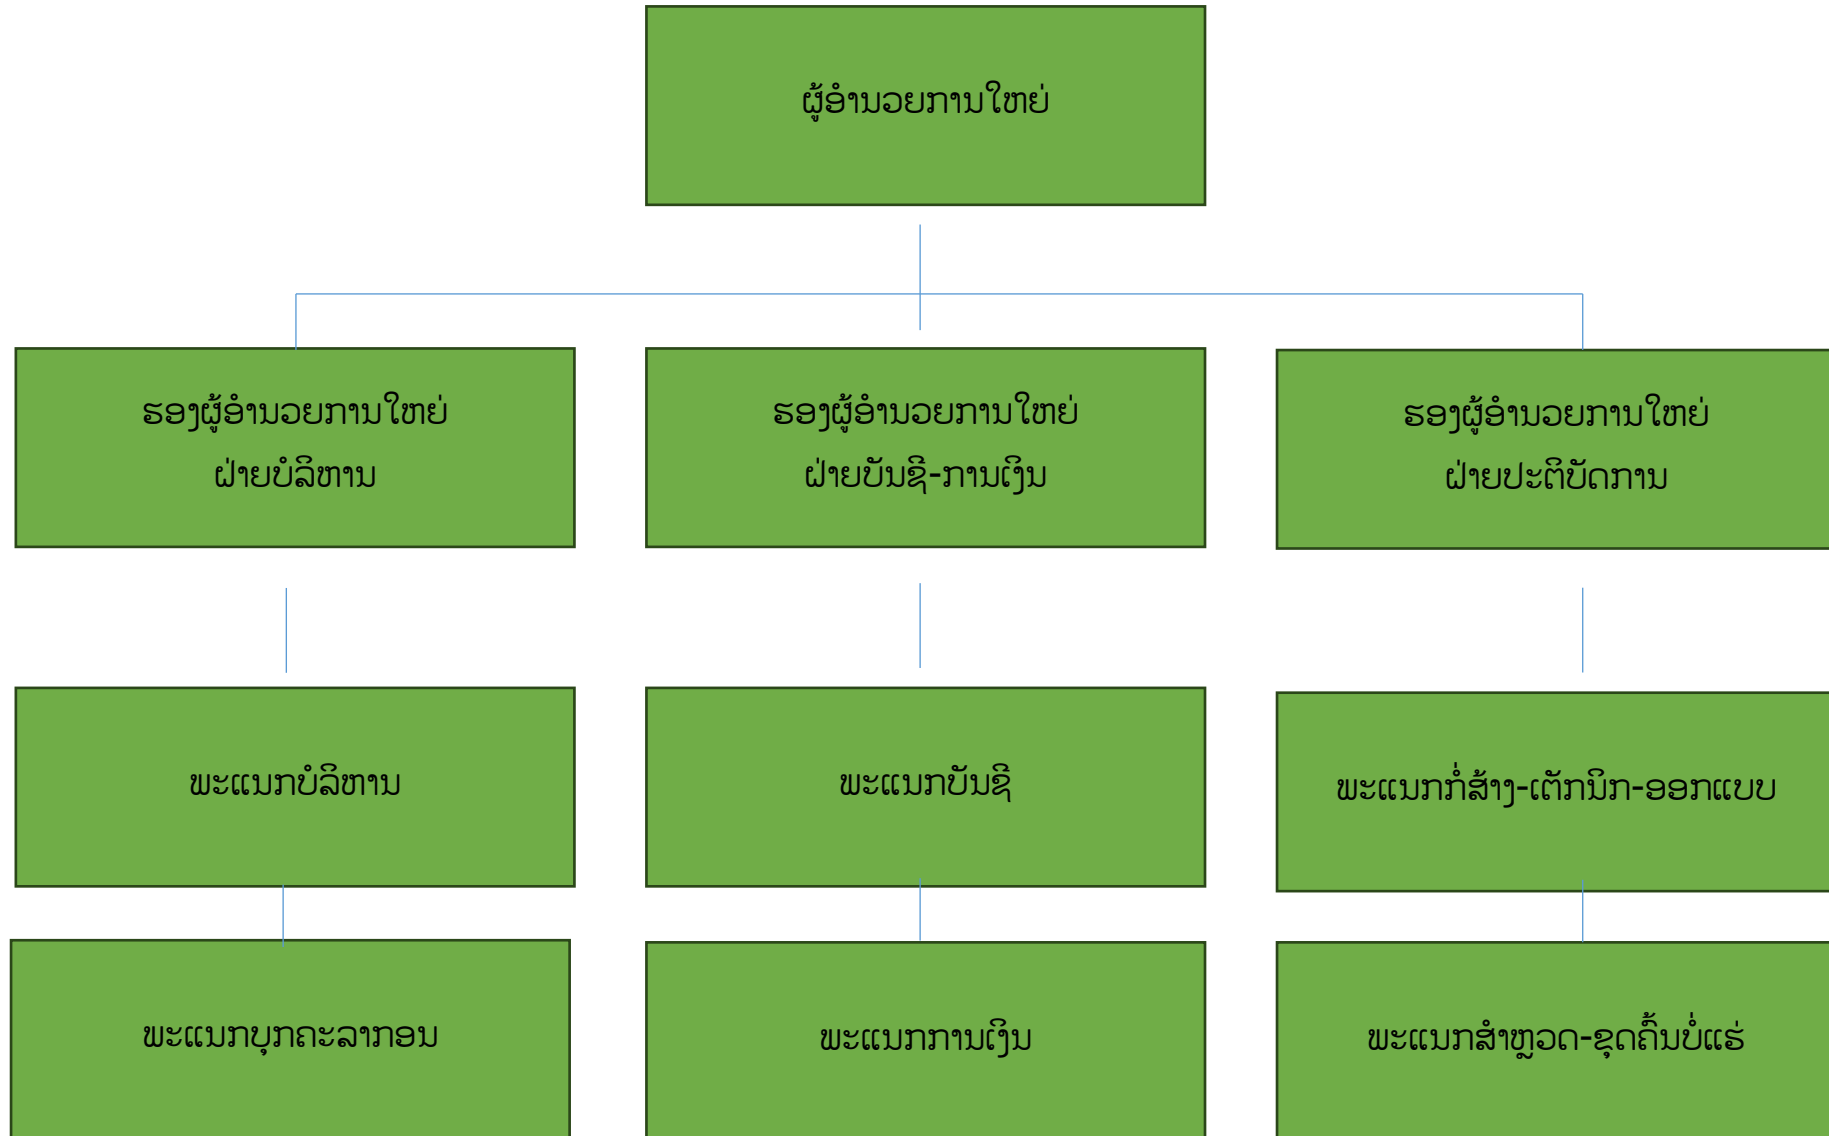 ຜູ້ອຳນວຍການໃຫຍ່
ຮອງຜູ້ອຳນວຍການໃຫຍ່
ຝ່າຍບໍລິຫານ
ຮອງຜູ້ອຳນວຍການໃຫຍ່
ຝ່າຍບັນຊີ-ການເງິນ
ຮອງຜູ້ອຳນວຍການໃຫຍ່
ຝ່າຍປະຕິບັດການ
ພະແນກບໍລິຫານ
ພະແນກບັນຊີ
ພະແນກກໍ່ສ້າງ-ເຕັກນິກ-ອອກແບບ
ພະແນກບຸກຄະລາກອນ
ພະແນກການເງິນ
ພະແນກສຳຫຼວດ-ຂຸດຄົ້ນບໍ່ແຮ່